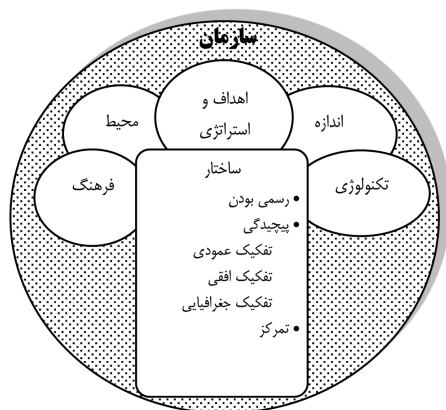 سازمان
اهداف و
استراتژی
اندازه
محیط
تکنولوژی
فرهنگ
ساختار
• رسمی بودن
• پیچیدگی
تفکیک عمودی
تفکیک افقی
تفکیک جغرافیایی
• تمرکز